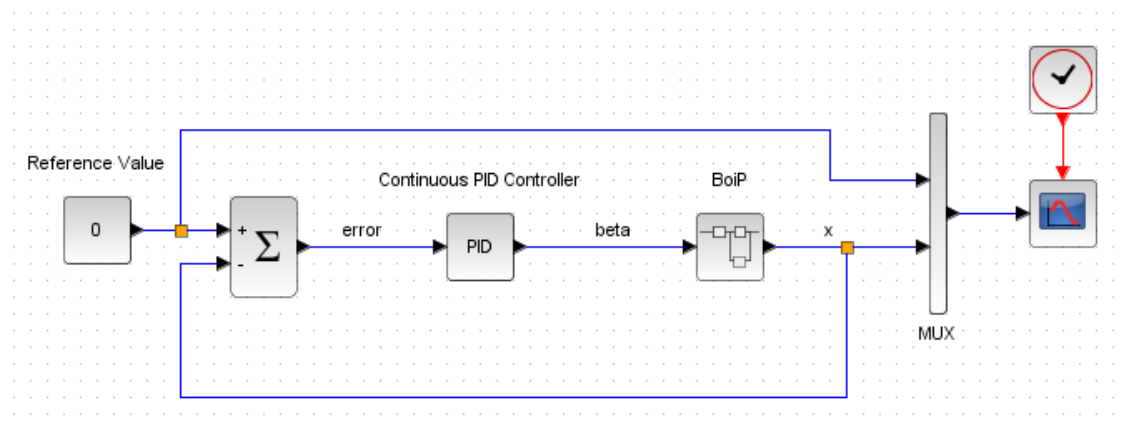 Reference Value
Continuous PID Controller
BoiP
0
+
Σ
-
error
PID
beta
x
MUX